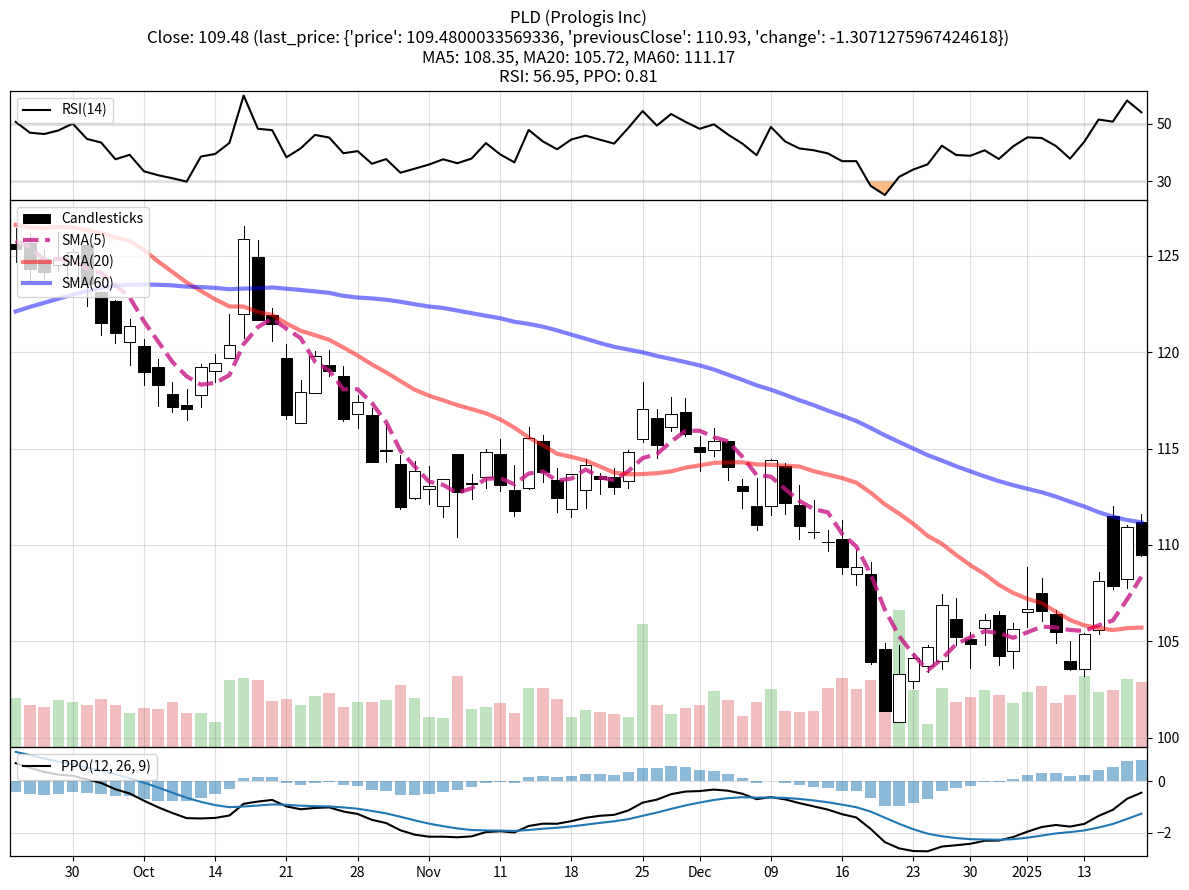 PLD (Prologis Inc)
Close: 109.48 (last_price: {'price': 109.4800033569336, 'previousClose': 110.93, 'change': -1.3071275967424618})
MA5: 108.35, MA20: 105.72, MA60: 111.17
RSI: 56.95, PPO: 0.81
RSI(14)
50
30
Candlesticks
SMA(5)
SMA(20)
SMA(60)
125
120
115
110
105
100
PPO(12, 26, 9)
0
−2
30 Oct 14 21 28 Nov 11 18 25 Dec 09 16 23 30 2025 13